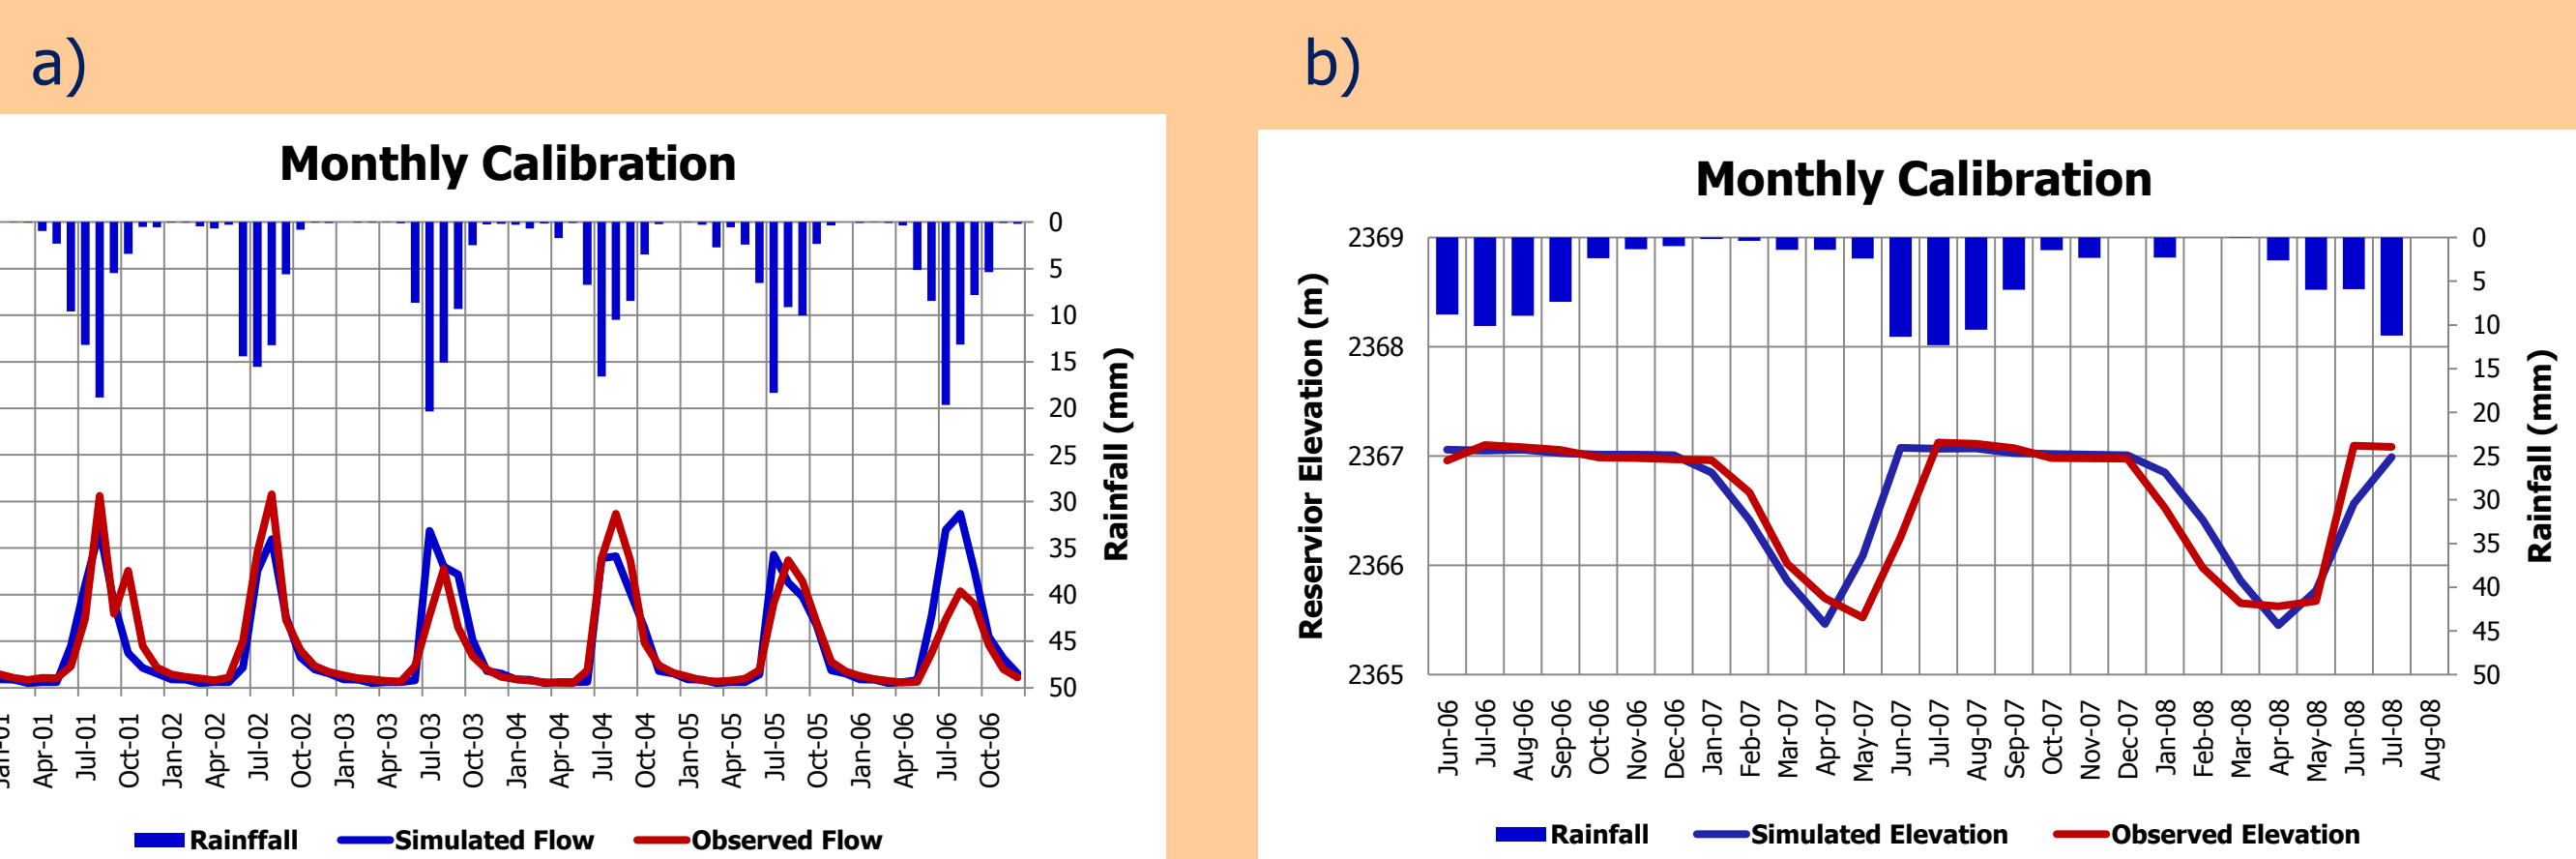 a)
b)
Monthly Calibration
0
5
10
15
20
25
30
35
40
45
50
Rainfall (mm)
Apr-01
Jul-01
Oct-01
Jan-02
Apr-02
Jul-02
Oct-02
Jan-03
Apr-03
Jul-03
Oct-03
Jan-04
Apr-04
Jul-04
Oct-04
Jan-05
Apr-05
Jul-05
Oct-05
Jan-06
Apr-06
Jul-06
Oct-06
Rainffall Simulated Flow Observed Flow
Monthly Calibration
2369
2368
2367
2366
2365
Reservior Elevation (m)
0
5
10
15
20
25
30
35
40
45
50
Rainfall (mm)
Jun-06
Jul-06
Aug-06
Sep-06
Oct-06
Nov-06
Dec-06
Jan-07
Feb-07
Mar-07
Apr-07
May-07
Jun-07
Jul-07
Aug-07
Sep-07
Oct-07
Nov-07
Dec-07
Jan-08
Feb-08
Mar-08
Apr-08
May-08
Jun-08
Jul-08
Aug-08
Rainfall Simulated Elevation Observed Elevation